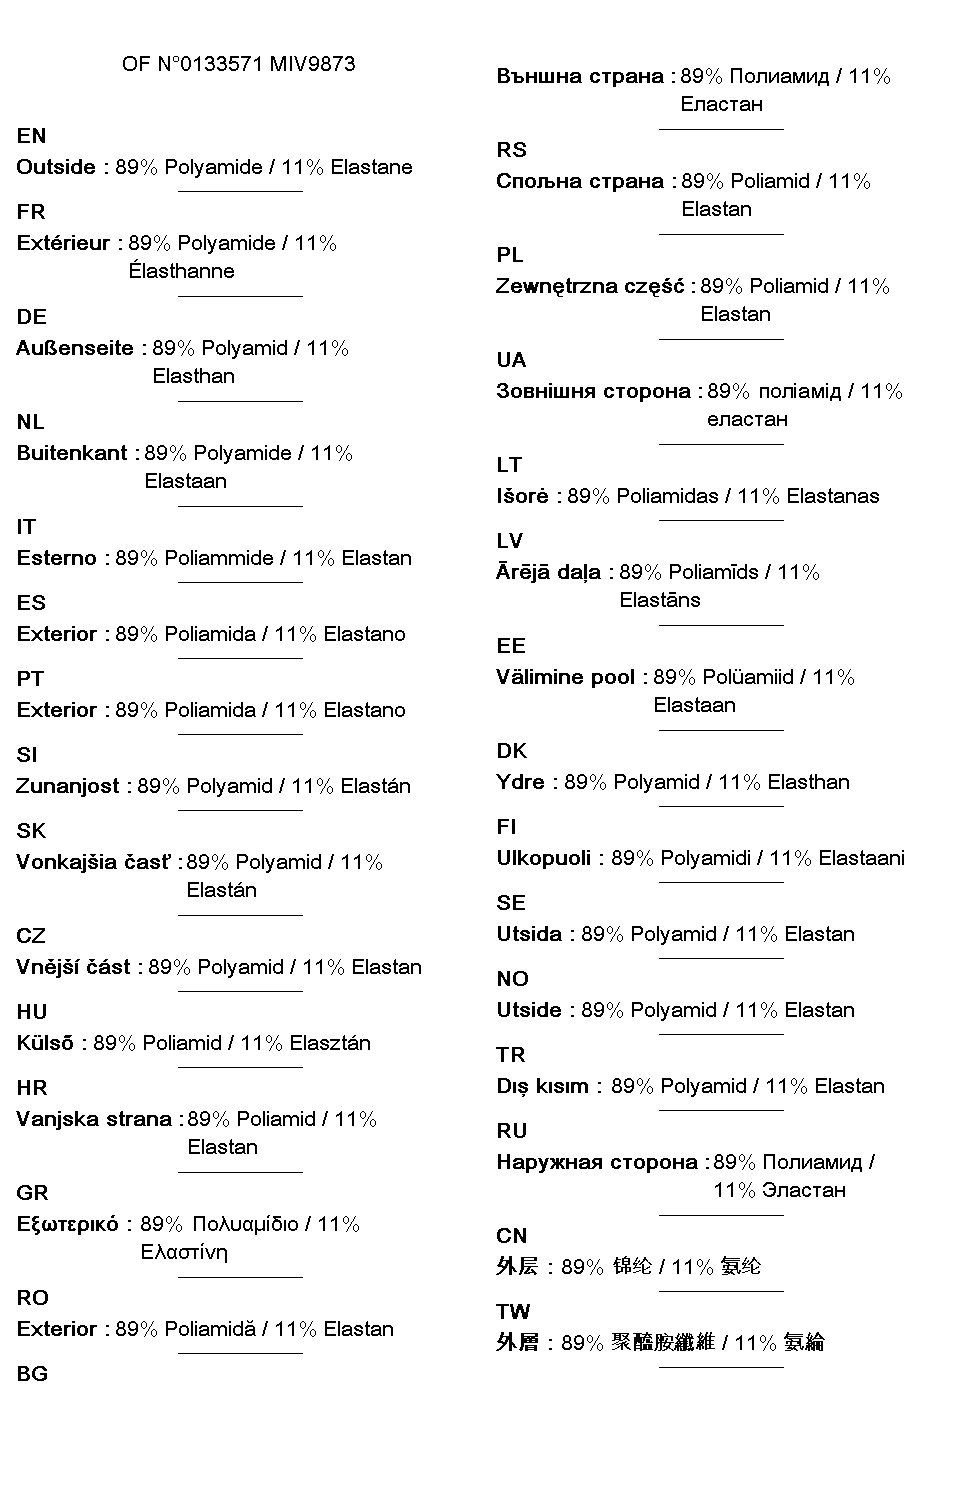 OF N°0133571 MIV9873
EN
Outside : 89% Polyamide / 11% Elastane
FR
Extérieur : 89% Polyamide / 11%
Élasthanne
DE
Außenseite : 89% Polyamid / 11%
Elasthan
NL
Buitenkant : 89% Polyamide / 11%
Elastaan
IT
Esterno : 89% Poliammide / 11% Elastan
ES
Exterior : 89% Poliamida / 11% Elastano
PT
Exterior : 89% Poliamida / 11% Elastano
SI
Zunanjost : 89% Polyamid / 11% Elastán
SK
Vonkajšia časť : 89% Polyamid / 11%
Elastán
CZ
Vnější část : 89% Polyamid / 11% Elastan
HU
Külsõ : 89% Poliamid / 11% Elasztán
HR
Vanjska strana : 89% Poliamid / 11%
Elastan
GR
Εξωτερικό : 89% Πολυαμίδιο / 11%
Ελαστίνη
RO
Exterior : 89% Poliamidă / 11% Elastan
BG
Външна страна : 89% Полиамид / 11%
Еластан
RS
Спољна страна : 89% Poliamid / 11%
Elastan
PL
Zewnętrzna część : 89% Poliamid / 11%
Elastan
UA
Зовнішня сторона : 89% поліамід / 11%
еластан
LT
Išorė : 89% Poliamidas / 11% Elastanas
LV
Ārējā daļa : 89% Poliamīds / 11%
Elastāns
EE
Välimine pool : 89% Polüamiid / 11%
Elastaan
DK
Ydre : 89% Polyamid / 11% Elasthan
FI
Ulkopuoli : 89% Polyamidi / 11% Elastaani
SE
Utsida : 89% Polyamid / 11% Elastan
NO
Utside : 89% Polyamid / 11% Elastan
TR
Dış kısım : 89% Polyamid / 11% Elastan
RU
Наружная сторона : 89% Полиамид /
11% Эластан
CN
外层 : 89% 锦纶 / 11% 氨纶
TW
外層 : 89% 聚醯胺纖維 / 11% 氨綸